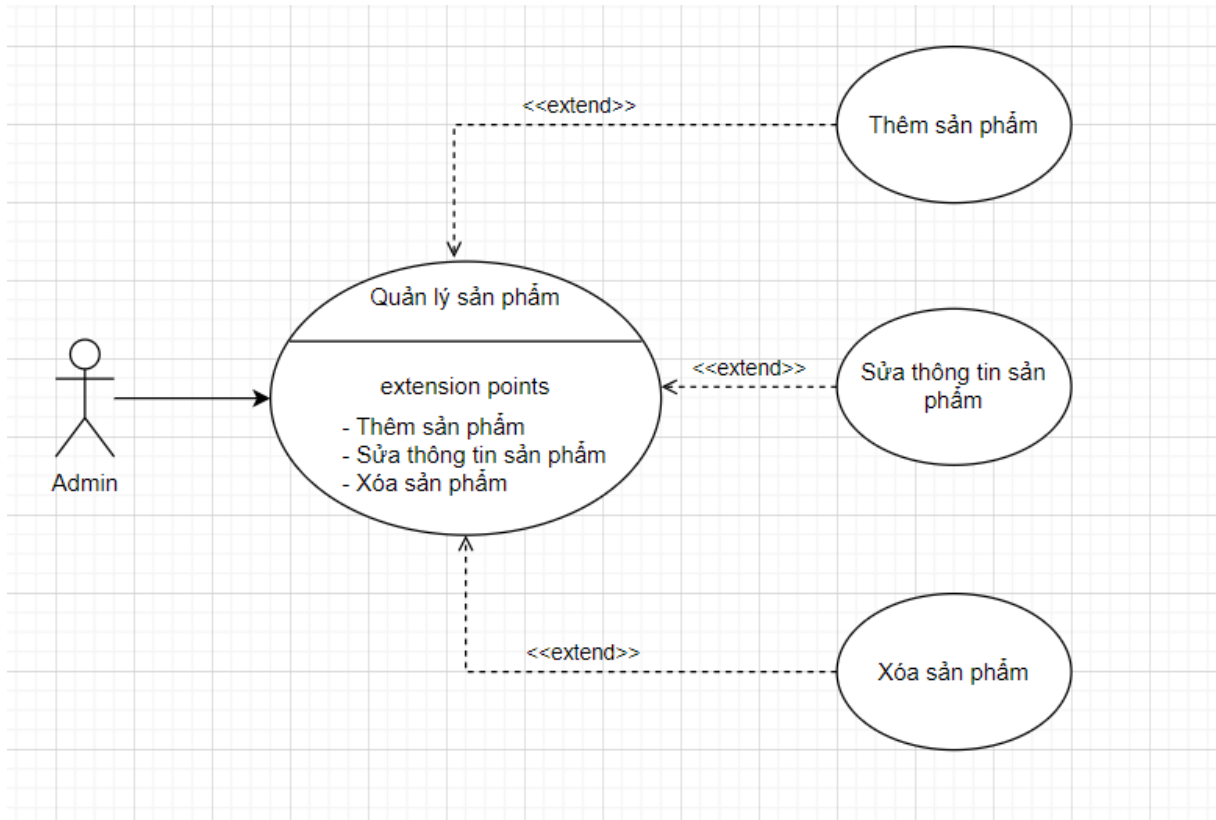 <<extend>>
Thêm sản phẩm
Quản lý sản phẩm
extension points
- Thêm sản phẩm
- Sửa thông tin sản phẩm
- Xóa sản phẩm
Admin
<<extend>>
Sửa thông tin sản
phẩm
<<extend>>
Xóa sản phẩm